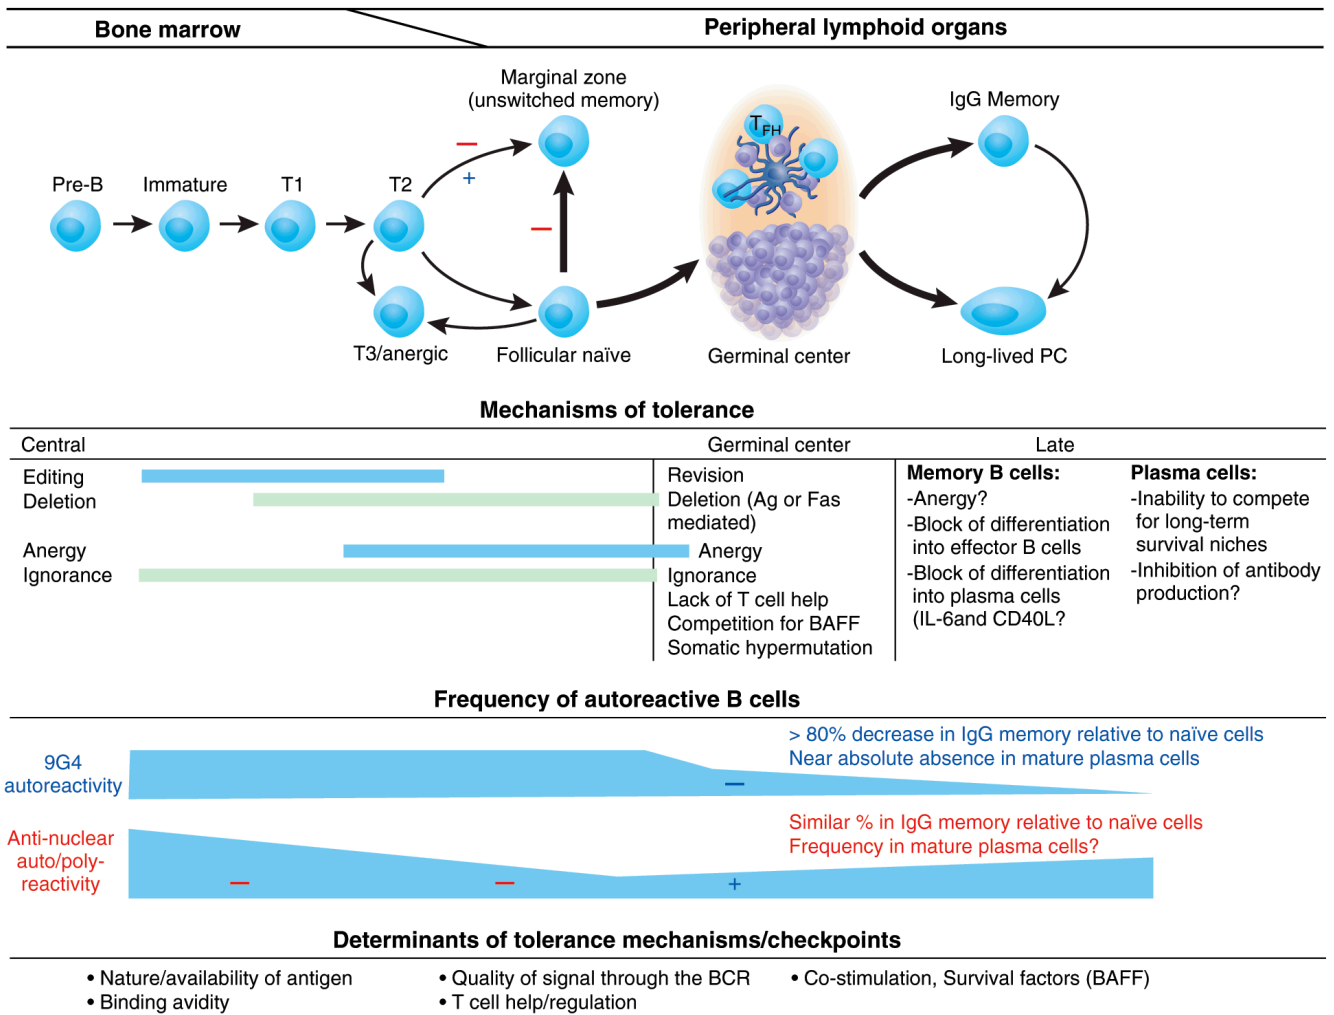 Bone marrow
Peripheral lymphoid organs
Marginal zone
(unswitched memory)
IgG Memory
TFH
Pre-B
Immature
T1
T2
−
+
−
T3/anergic
Follicular naïve
Germinal center
Long-lived PC
Mechanisms of tolerance
Central
Germinal center
Late
Editing
Deletion
Anergy
Ignorance
Revision
Deletion (Ag or Fas
mediated)
Anergy
Ignorance
Lack of T cell help
Competition for BAFF
Somatic hypermutation
Memory B cells:
-Anergy?
-Block of differentiation
into effector B cells
-Block of differentiation
into plasma cells
(IL-6and CD40L?
Plasma cells:
-Inability to compete
for long-term
survival niches
-Inhibition of antibody
production?
Frequency of autoreactive B cells
9G4
autoreactivity
> 80% decrease in IgG memory relative to naïve cells
Near absolute absence in mature plasma cells
−
Anti-nuclear
auto/poly-
reactivity
Similar % in IgG memory relative to naïve cells
Frequency in mature plasma cells?
−
−
+
Determinants of tolerance mechanisms/checkpoints
• Nature/availability of antigen
• Binding avidity
• Quality of signal through the BCR
• T cell help/regulation
• Co-stimulation, Survival factors (BAFF)